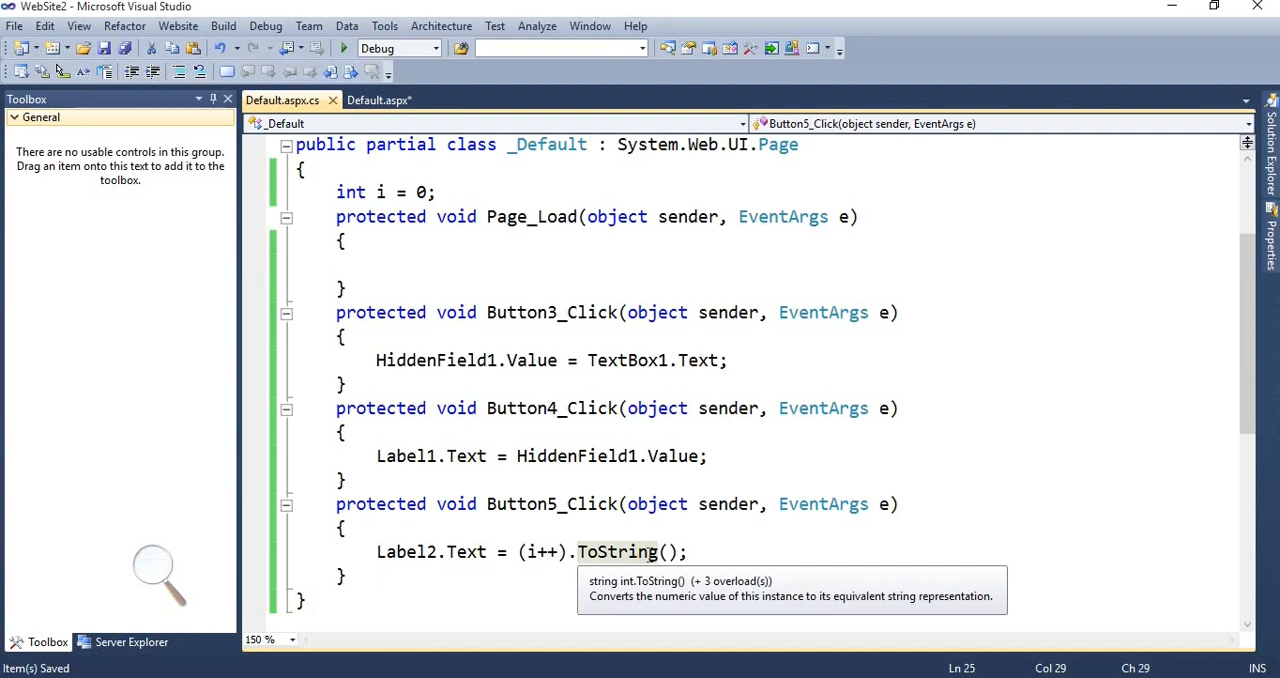 WebSite2 - Microsoft Visual Studio
File Edit View Refactor Website Build Debug Team Data Tools Architecture Test Analyze Window Help
Debug
Toolbox
Default.aspx.cs Default.aspx*
General
_Default Button5_Click(object sender, EventArgs e)
There are no usable controls in this group.
Drag an item onto this text to add it to the
toolbox.
public partial class _Default : System.Web.UI.Page
{
int i = 0;
protected void Page_Load(object sender, EventArgs e)
{
}
protected void Button3_Click(object sender, EventArgs e)
{
HiddenField1.Value = TextBox1.Text;
}
protected void Button4_Click(object sender, EventArgs e)
{
Label1.Text = HiddenField1.Value;
}
protected void Button5_Click(object sender, EventArgs e)
{
Label2.Text = (i++).ToString();
}
string int.ToString() (+ 3 overload(s))
Converts the numeric value of this instance to its equivalent string representation.
}
Solution Explorer
Properties
150 %
Toolbox Server Explorer
Item(s) Saved Ln 25 Col 29 Ch 29 INS